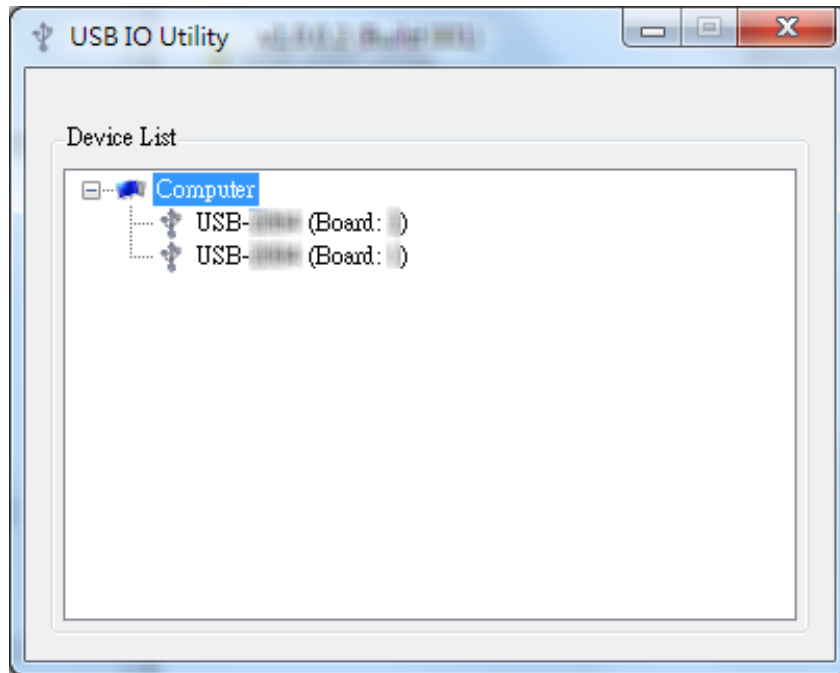 USB IO Utility
Device List
Computer
USB- (Board: )
USB- (Board: )